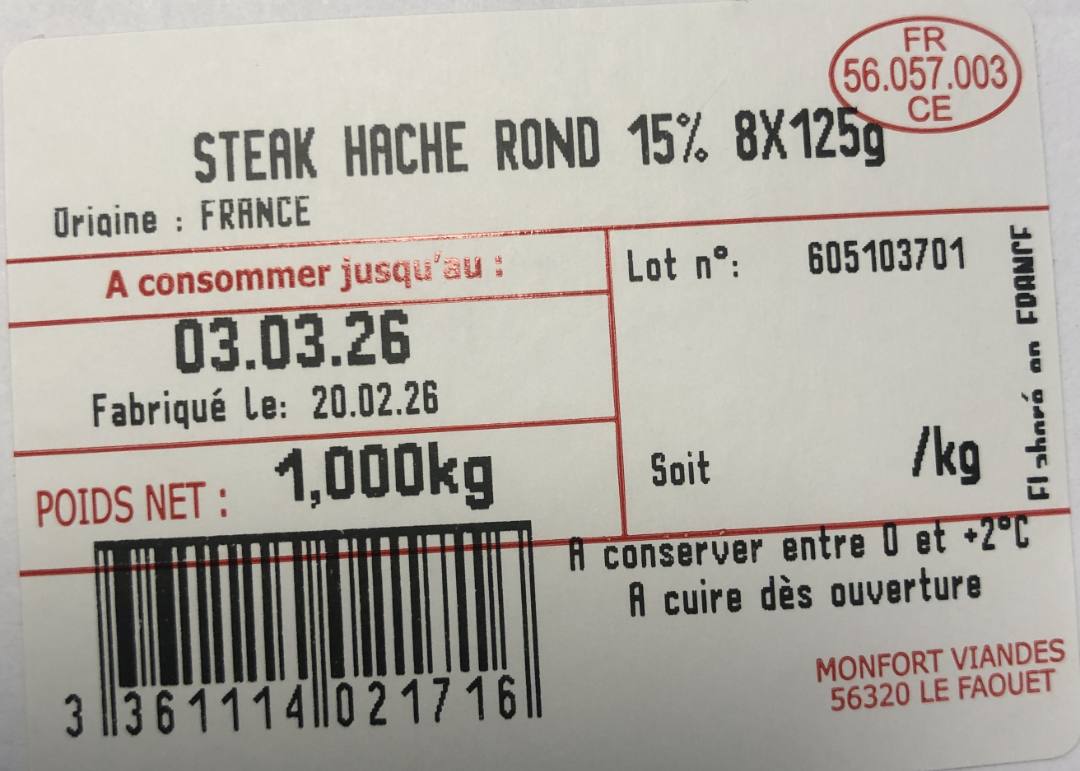 FR
56.057.003
CE
STEAK HACHE ROND 15% 8X125g
Origine : FRANCE
A consommer jusqu'au :
03.03.26
Fabriqué le: 20.02.26
POIDS NET : 1,000kg
Lot n°: 605103701
Soit /kg
Elaboré en FRANCE
A conserver entre 0 et +2°C
A cuire dès ouverture
3 361114 021716
MONFORT VIANDES
56320 LE FAOUET